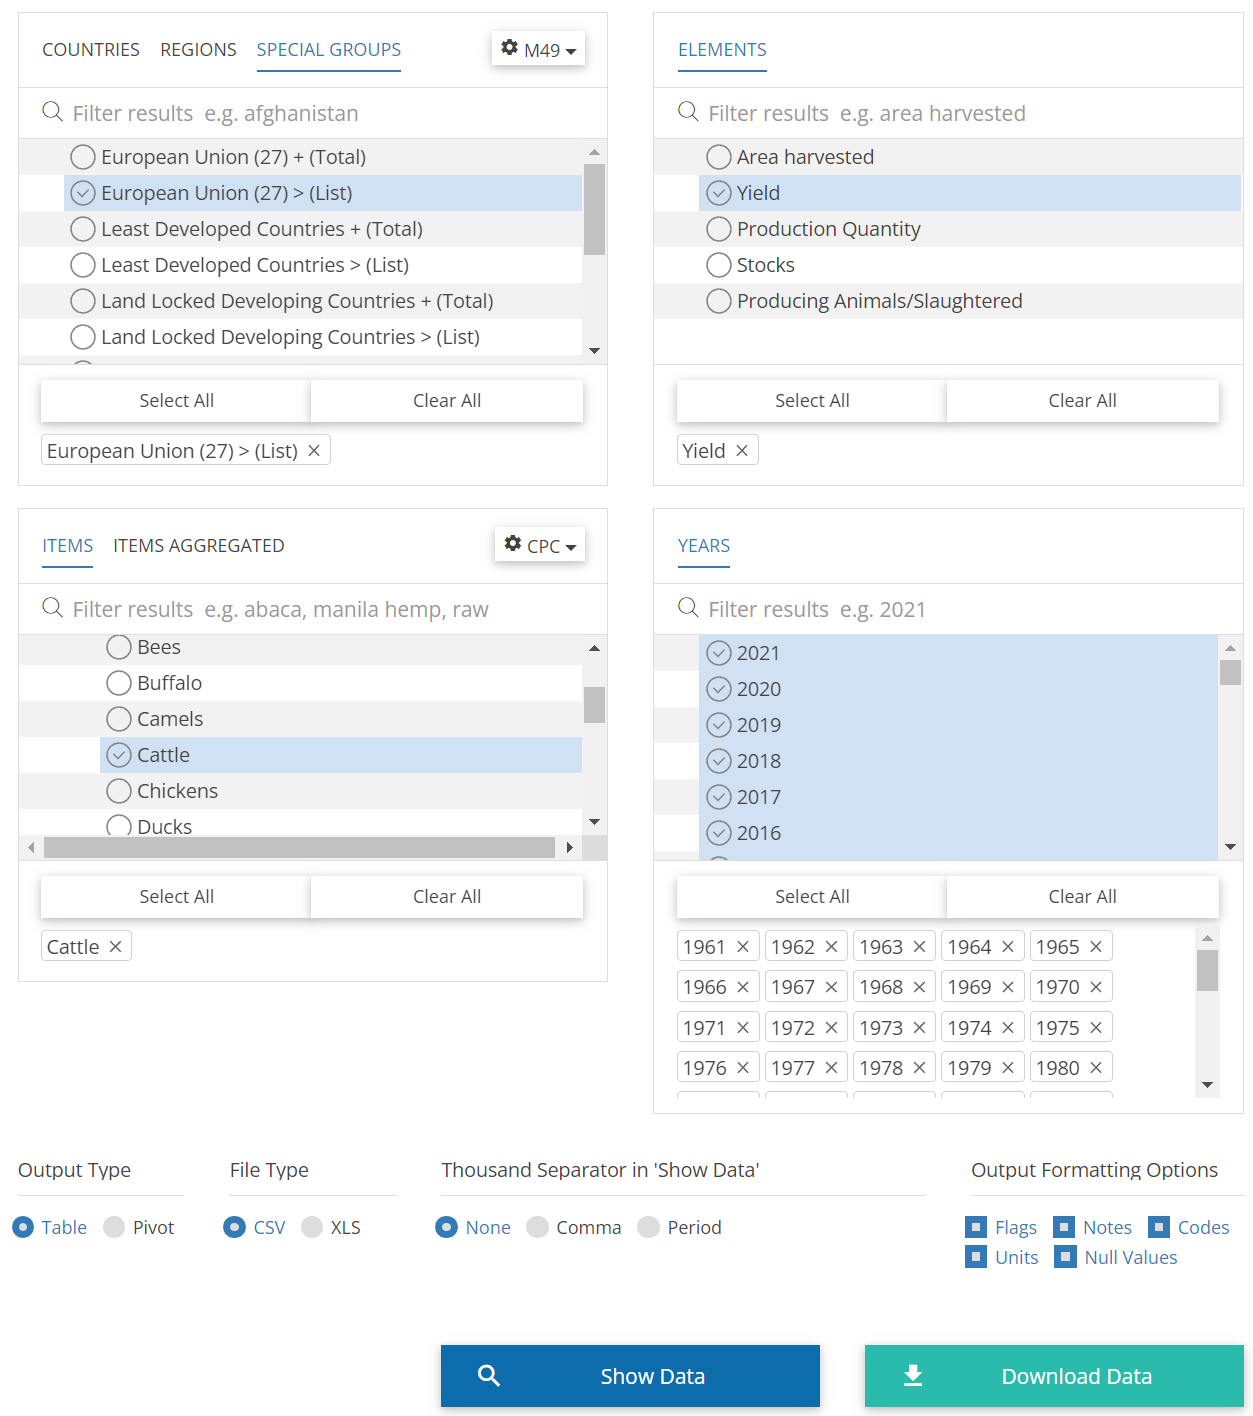 COUNTRIES REGIONS SPECIAL GROUPS M49
Filter results e.g. afghanistan
European Union (27) + (Total)
European Union (27) > (List)
Least Developed Countries + (Total)
Least Developed Countries > (List)
Land Locked Developing Countries + (Total)
Land Locked Developing Countries > (List)
Select All Clear All
European Union (27) > (List) ×
ELEMENTS
Filter results e.g. area harvested
Area harvested
Yield
Production Quantity
Stocks
Producing Animals/Slaughtered
Select All Clear All
Yield ×
ITEMS ITEMS AGGREGATED CPC
Filter results e.g. abaca, manila hemp, raw
Bees
Buffalo
Camels
Cattle
Chickens
Ducks
Select All Clear All
Cattle ×
YEARS
Filter results e.g. 2021
2021
2020
2019
2018
2017
2016
Select All Clear All
1961 × 1962 × 1963 × 1964 × 1965 ×
1966 × 1967 × 1968 × 1969 × 1970 ×
1971 × 1972 × 1973 × 1974 × 1975 ×
1976 × 1977 × 1978 × 1979 × 1980 ×
Output Type
Table Pivot
File Type
CSV XLS
Thousand Separator in 'Show Data'
None Comma Period
Output Formatting Options
Flags Notes Codes
Units Null Values
Show Data
Download Data